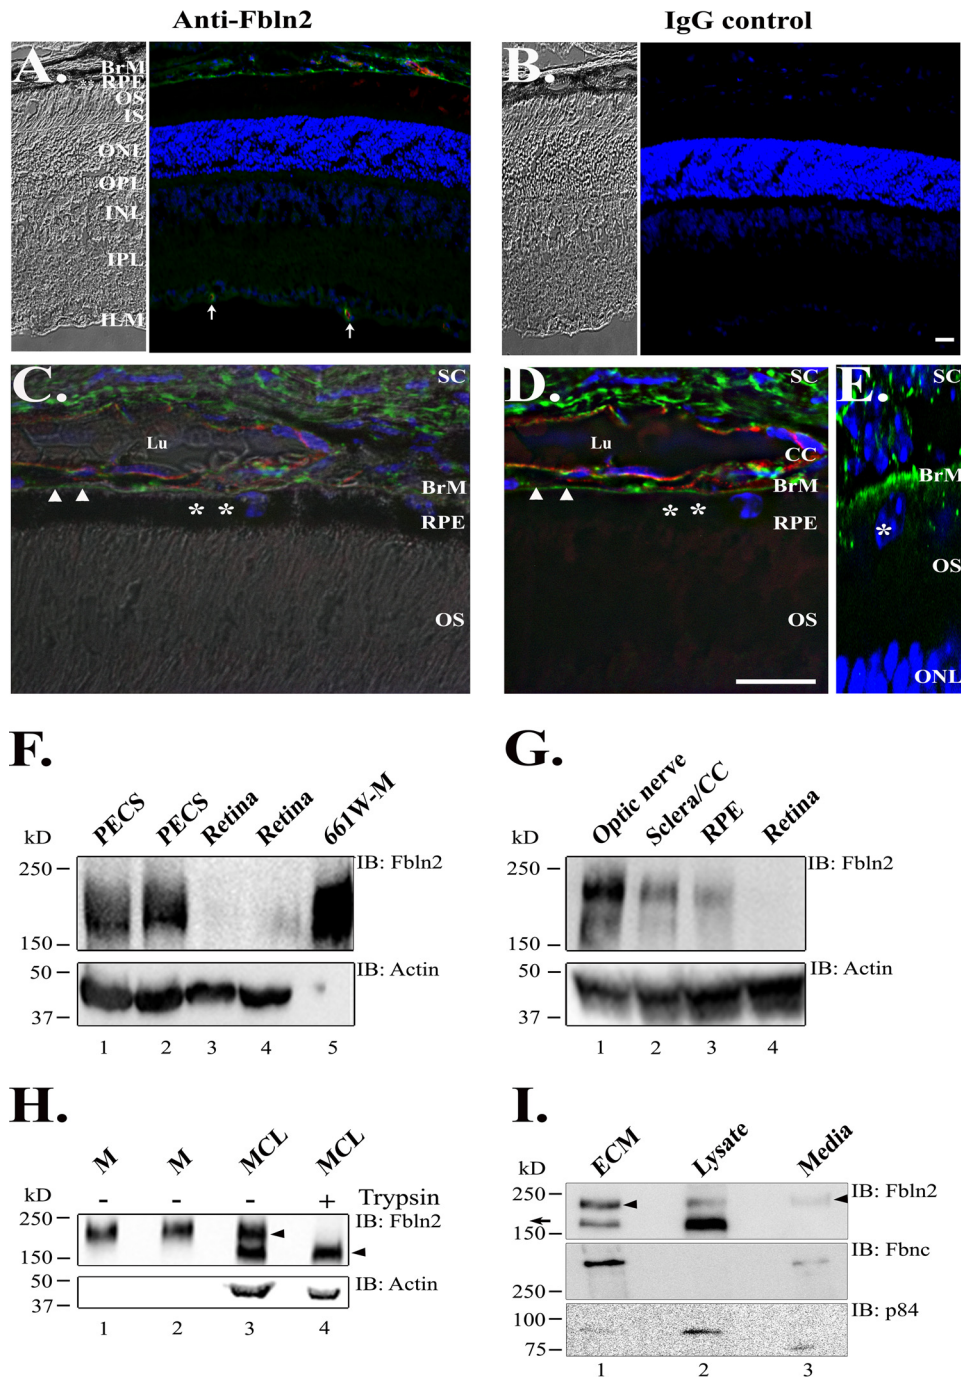 Anti-Fbln2
IgG control
A.
BrM
RPE
OS
IS
ONL
OPL
INL
IPL
ILM
B.
C.
SC
Lu
BrM
* *
RPE
OS
D.
SC
Lu
CC
BrM
* *
RPE
OS
E.
SC
BrM
*
OS
ONL
F.
PECS PECS Retina Retina 661W-M
kD
IB: Fbln2
250
150
IB: Actin
50
37
1 2 3 4 5
G.
Optic nerve Sclera/CC RPE Retina
kD
IB: Fbln2
250
150
IB: Actin
50
37
1 2 3 4
H.
M M MCL MCL
kD
- - - + Trypsin
IB: Fbln2
250
150
IB: Actin
50
37
1 2 3 4
I.
ECM Lysate Media
kD
IB: Fbln2
250
150
IB: Fbnc
250
IB: p84
100
75
1 2 3